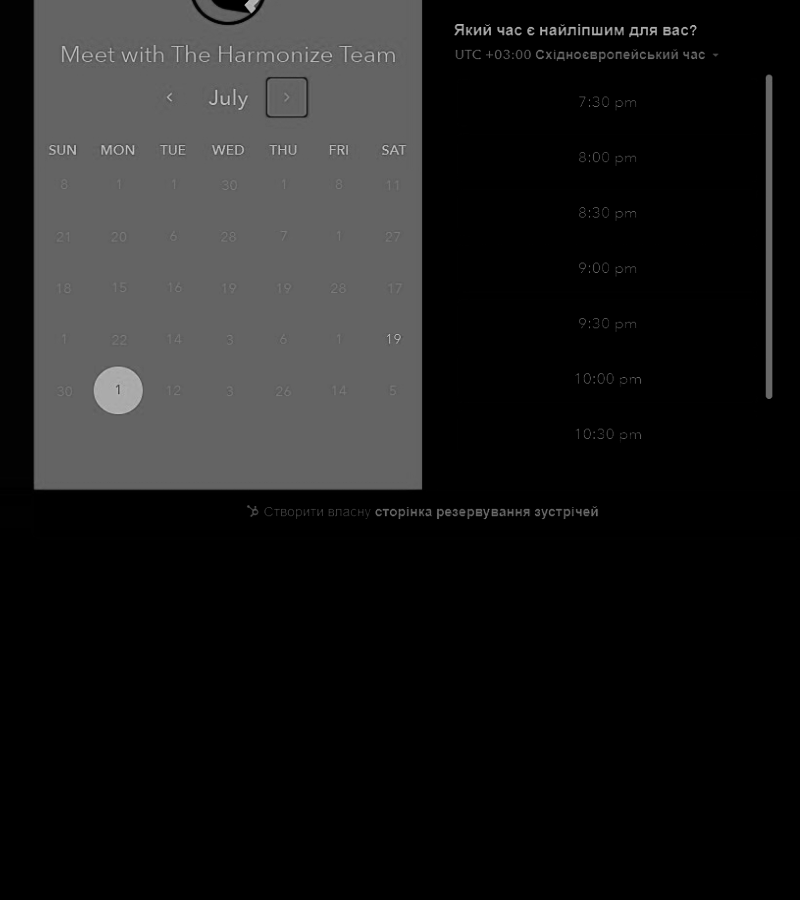 Meet with The Harmonize Team
July
SUN MON TUE WED THU FRI SAT
8 1 1 30 1 8 11
21 20 6 28 7 1 27
18 15 16 19 19 28 17
1 22 14 3 6 1 19
30 1 12 3 26 14 5
Який час є найліпшим для вас?
UTC +03:00 Східноєвропейський час
7:30 pm
8:00 pm
8:30 pm
9:00 pm
9:30 pm
10:00 pm
10:30 pm
Створити власну сторінка резервування зустрічей